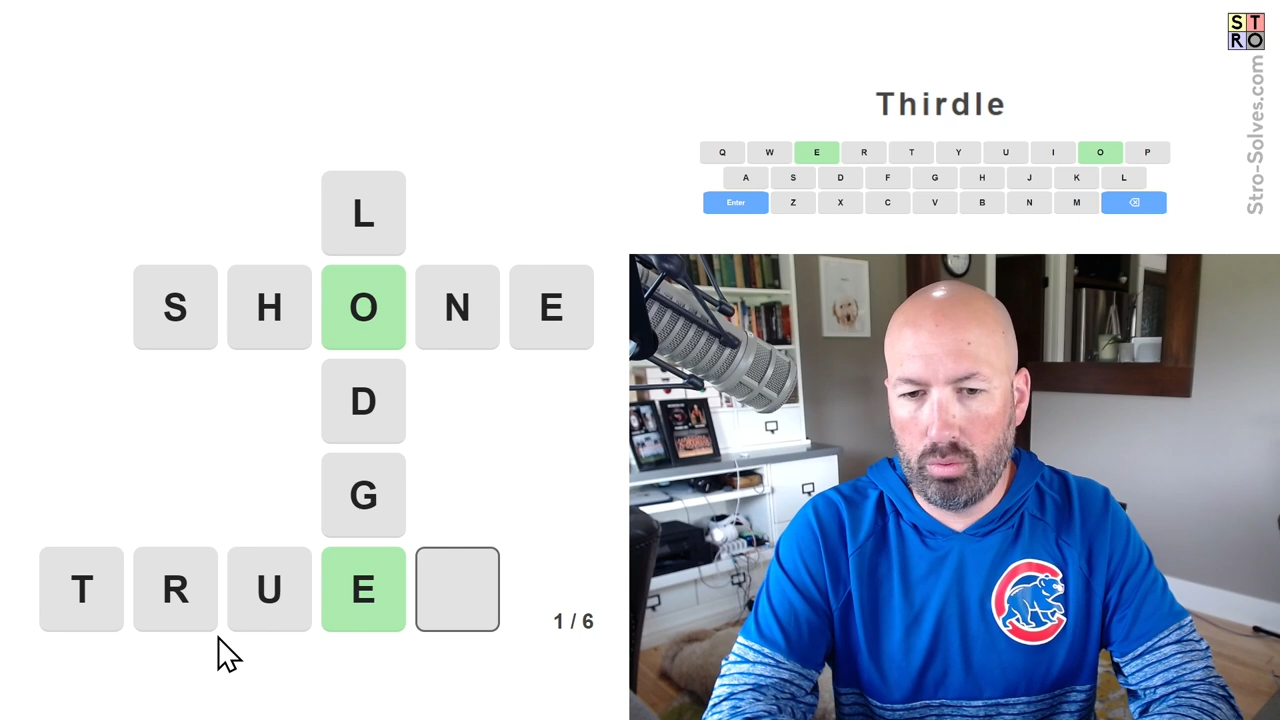 S T
R O
Stro-Solves.com
Thirdle
Q W E R T Y U I O P
A S D F G H J K L
Enter Z X C V B N M
L
S H O N E
D
G
T R U E
1 / 6